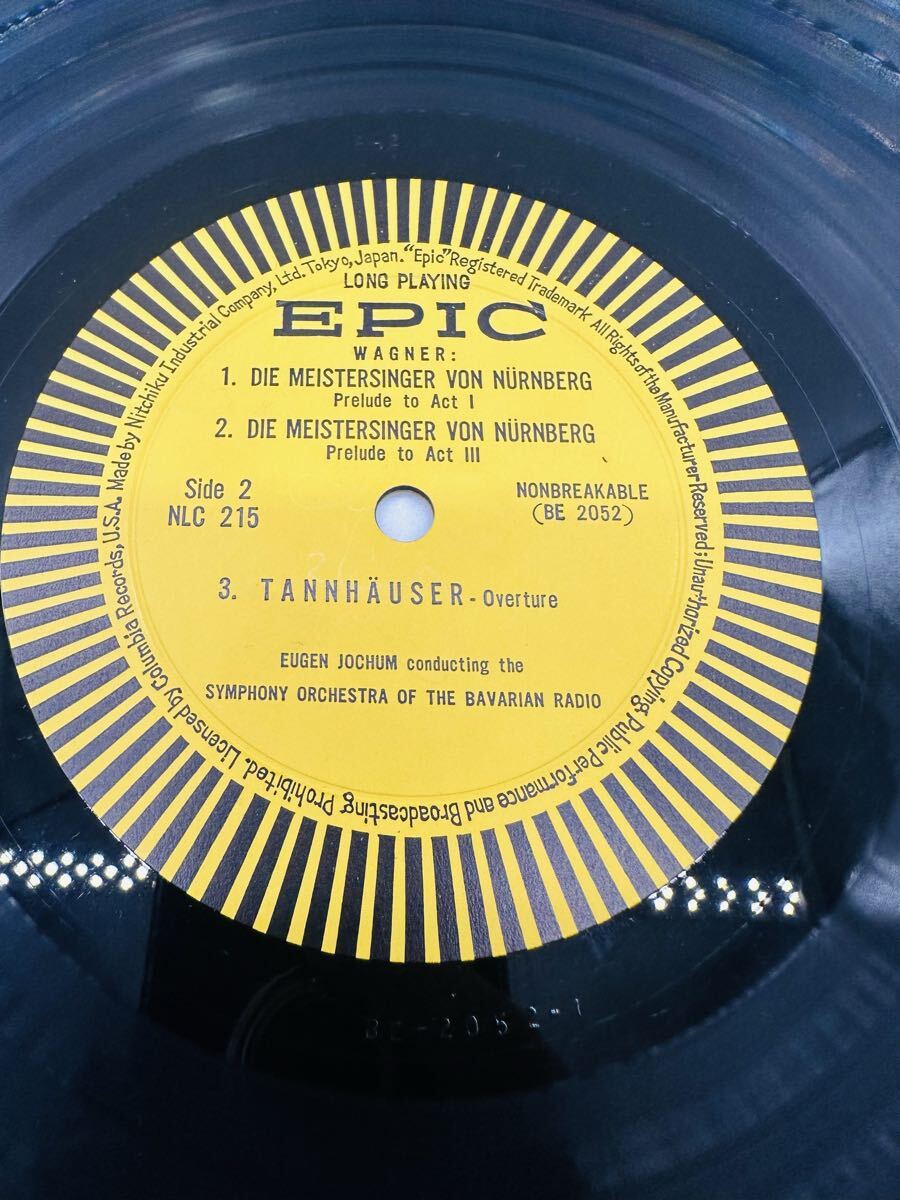 Made by Nitchiku Industrial Company, Ltd. Tokyo, Japan. "Epic" Registered Trademark. All Rights of the Manufacturer Reserved; Unauthorized Copying, Public Performance and Broadcasting Prohibited. Licensed by Columbia Records, U.S.A.
LONG PLAYING
EPIC
WAGNER:
1. DIE MEISTERSINGER VON NÜRNBERG
Prelude to Act I
2. DIE MEISTERSINGER VON NÜRNBERG
Prelude to Act III
Side 2
NLC 215
NONBREAKABLE
(BE 2052)
3. TANNHÄUSER - Overture
EUGEN JOCHUM conducting the
SYMPHONY ORCHESTRA OF THE BAVARIAN RADIO
BE-2052-1